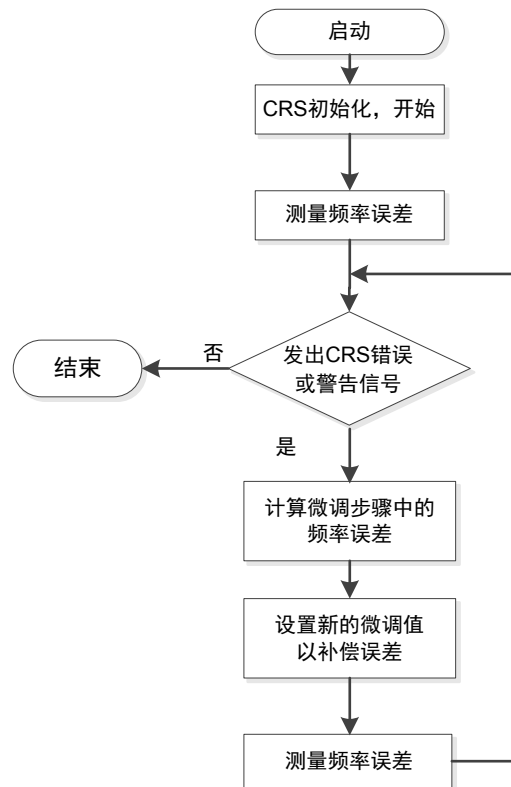 启动
CRS初始化，开始
测量频率误差
发出CRS错误
或警告信号
否
结束
是
计算微调步骤中的
频率误差
设置新的微调值
以补偿误差
测量频率误差